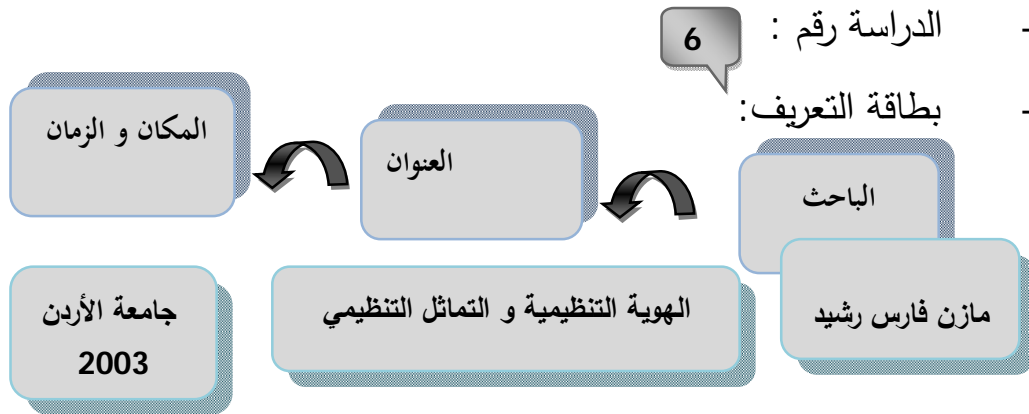 - الدراسة رقم :
6
- بطاقة التعريف:
الباحث
العنوان
المكان و الزمان
مازن فارس رشيد
الهوية التنظيمية و التماثل التنظيمي
جامعة الأردن
2003